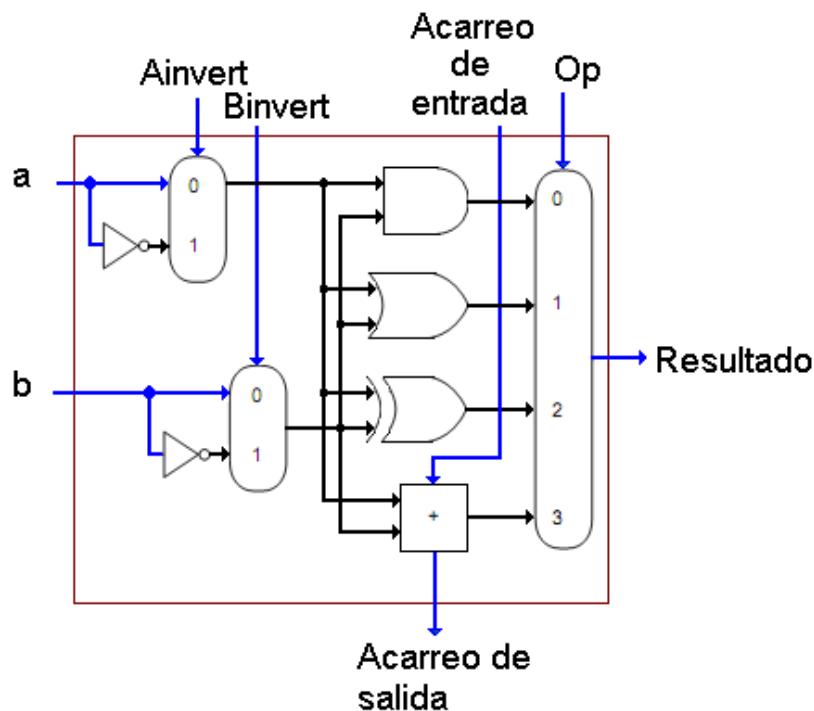 Acarreo
de
entrada
Ainvert
Binvert
Op
a
0
1
b
0
1
+
0
1
2
3
Resultado
Acarreo de
salida